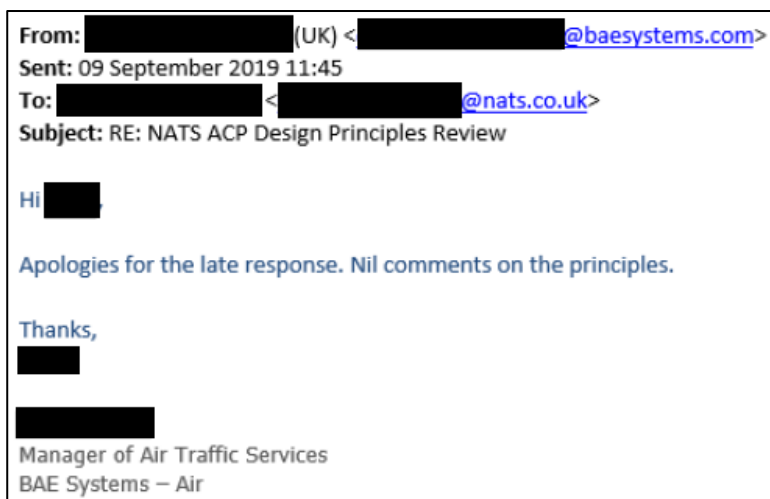 From: (UK) < @baesystems.com>
Sent: 09 September 2019 11:45
To: < @nats.co.uk>
Subject: RE: NATS ACP Design Principles Review
Hi ,
Apologies for the late response. Nil comments on the principles.
Thanks,
Manager of Air Traffic Services
BAE Systems – Air